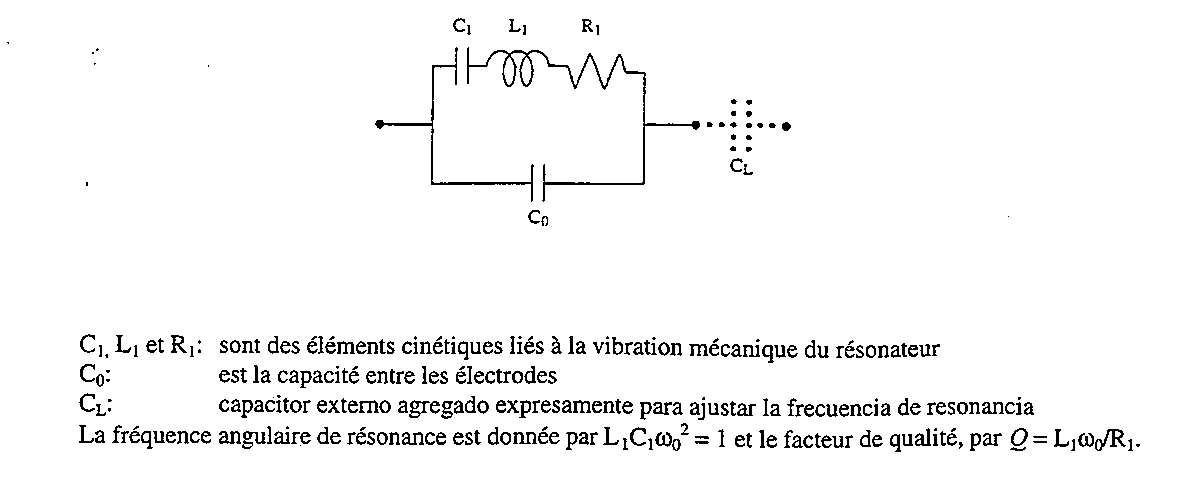 C₁ L₁ R₁
C_L
C₀
C₁, L₁ et R₁: sont des éléments cinétiques liés à la vibration mécanique du résonateur
C₀: est la capacité entre les électrodes
C_L: capacitor externo agregado expresamente para ajustar la frecuencia de resonancia
La fréquence angulaire de résonance est donnée par L₁C₁ω₀² = 1 et le facteur de qualité, par Q = L₁ω₀/R₁.